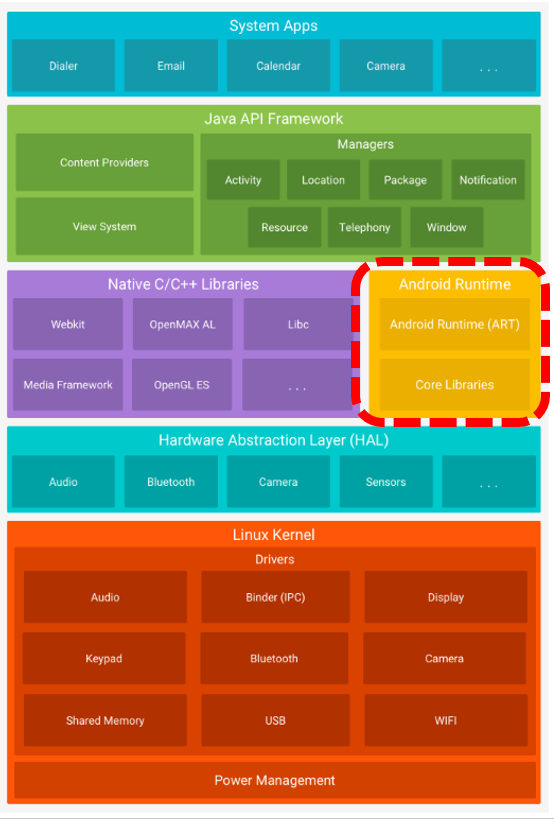 System Apps
Dialer
Email
Calendar
Camera
. . .
Java API Framework
Content Providers
View System
Managers
Activity
Location
Package
Notification
Resource
Telephony
Window
Native C/C++ Libraries
Webkit
OpenMAX AL
Libc
Media Framework
OpenGL ES
. . .
Android Runtime
Android Runtime (ART)
Core Libraries
Hardware Abstraction Layer (HAL)
Audio
Bluetooth
Camera
Sensors
. . .
Linux Kernel
Drivers
Audio
Binder (IPC)
Display
Keypad
Bluetooth
Camera
Shared Memory
USB
WIFI
Power Management